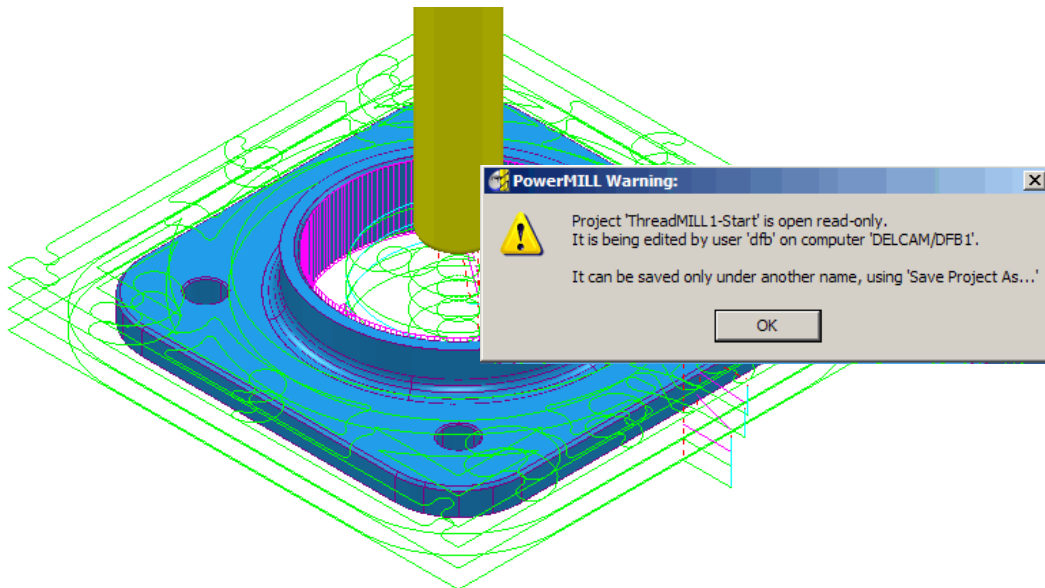 PowerMILL Warning:
Project 'ThreadMILL1-Start' is open read-only.
It is being edited by user 'dfb' on computer 'DELCAM/DFB1'.
It can be saved only under another name, using 'Save Project As...'
OK